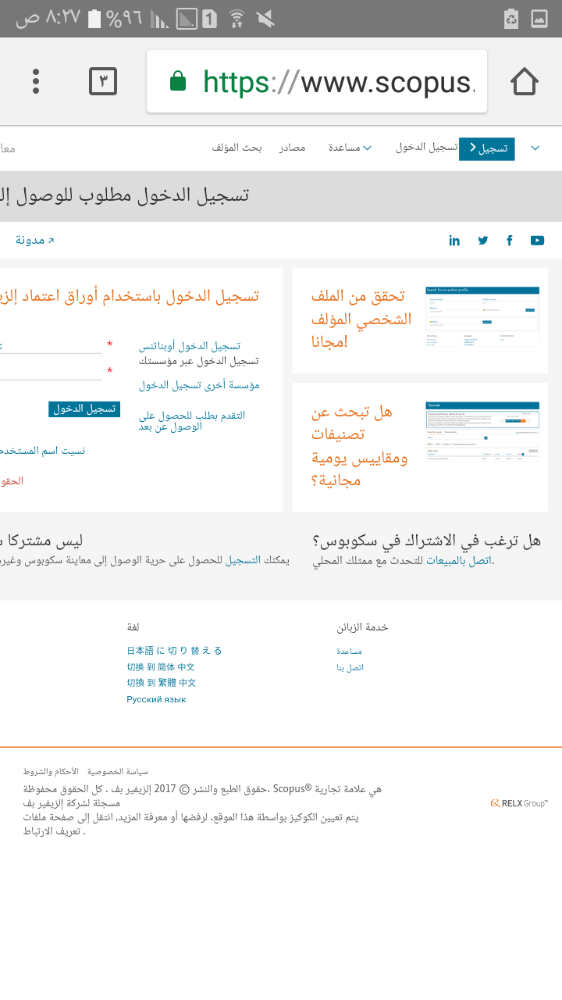 ٨:٢٧ ص
%٩٦
1
٣
https://www.scopus.
تسجيل
تسجيل الدخول
مساعدة
مصادر
بحث المؤلف
معا
تسجيل الدخول مطلوب للوصول إلـ
مدونة
تحقق من الملف
الشخصي المؤلف
مجانا!
Search for an author profile
تسجيل الدخول باستخدام أوراق اعتماد إلزيـ
تسجيل الدخول أوبناثنس
تسجيل الدخول عبر مؤسستك
مؤسسة أخرى تسجيل الدخول
التقدم بطلب للحصول على
الوصول عن بعد
:
*
*
تسجيل الدخول
نسيت اسم المستخدم
الحقو
هل تبحث عن
تصنيفات
ومقاييس يومية
مجانية؟
Sources
هل ترغب في الاشتراك في سكوبوس؟
اتصل بالمبيعات للتحدث مع ممثلك المحلي.
ليس مشتركا س
يمكنك التسجيل للحصول على حرية الوصول إلى معاينة سكوبوس وغير
خدمة الزبائن
مساعدة
اتصل بنا
لغة
日本語 に 切 り 替 え る
切换 到 简体 中文
切換 到 繁體 中文
Русский язык
سياسة الخصوصية
الأحكام والشروط
حقوق الطبع والنشر © 2017 إلزيفير بف . كل الحقوق محفوظة. Scopus® هي علامة تجارية
مسجلة لشركة إلزيفير بف
يتم تعيين الكوكيز بواسطة هذا الموقع. لرفضها أو معرفة المزيد، انتقل إلى صفحة ملفات
تعريف الارتباط .
RELX Group™